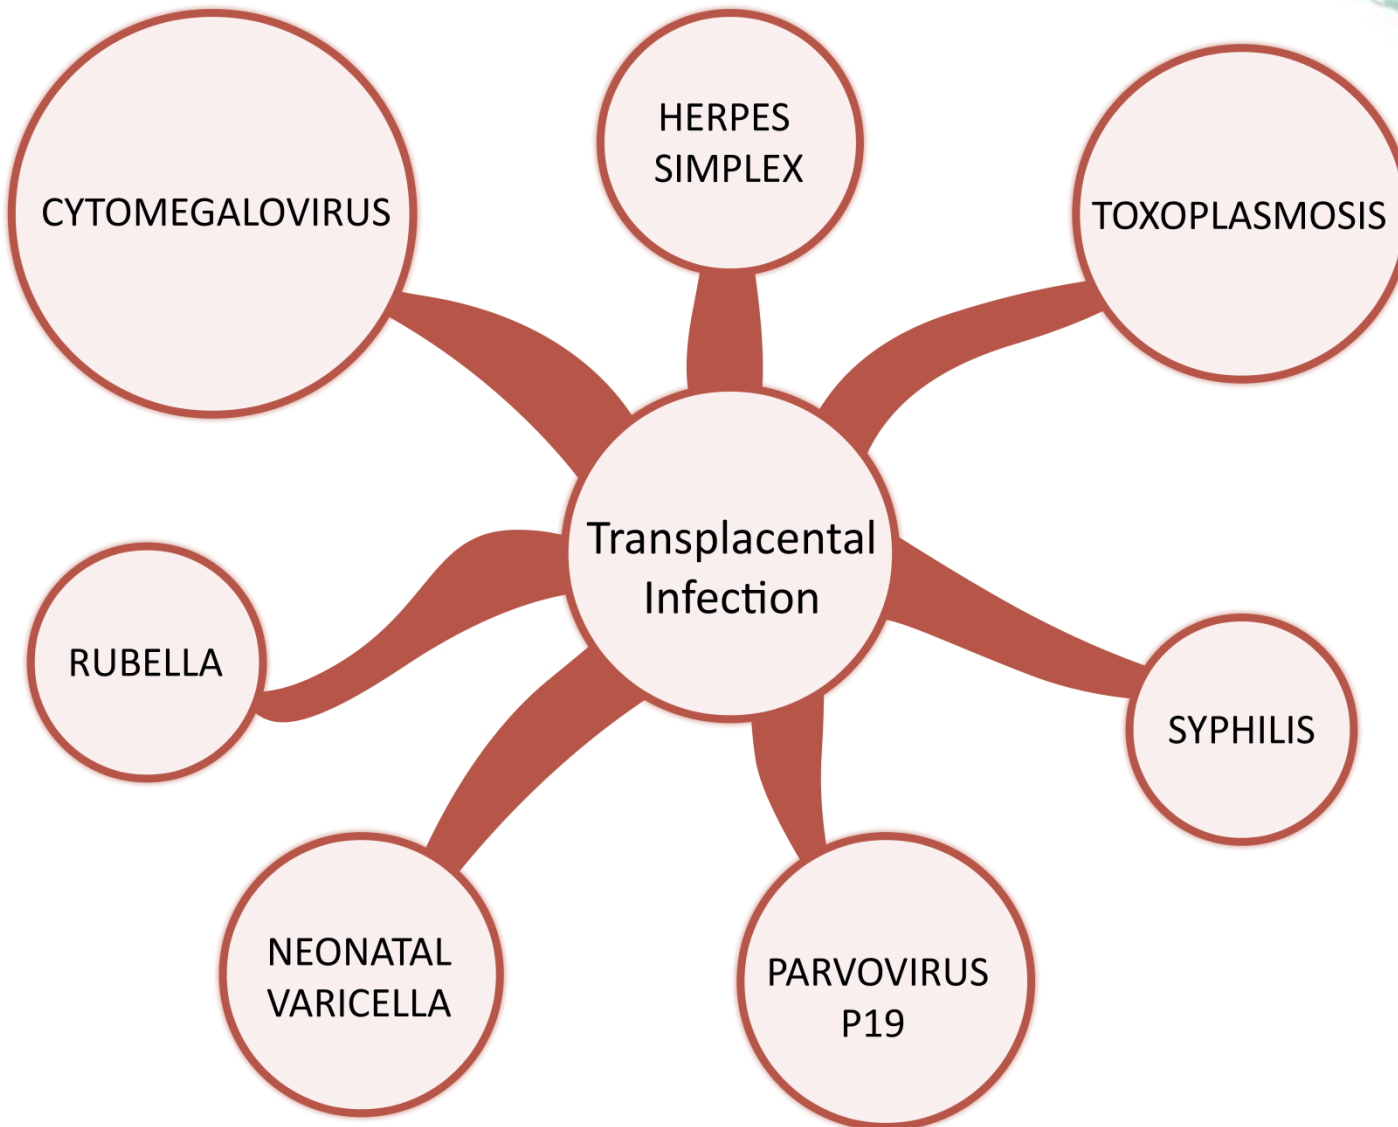 HERPES
SIMPLEX
CYTOMEGALOVIRUS
TOXOPLASMOSIS
Transplacental
Infection
RUBELLA
SYPHILIS
NEONATAL
VARICELLA
PARVOVIRUS
P19